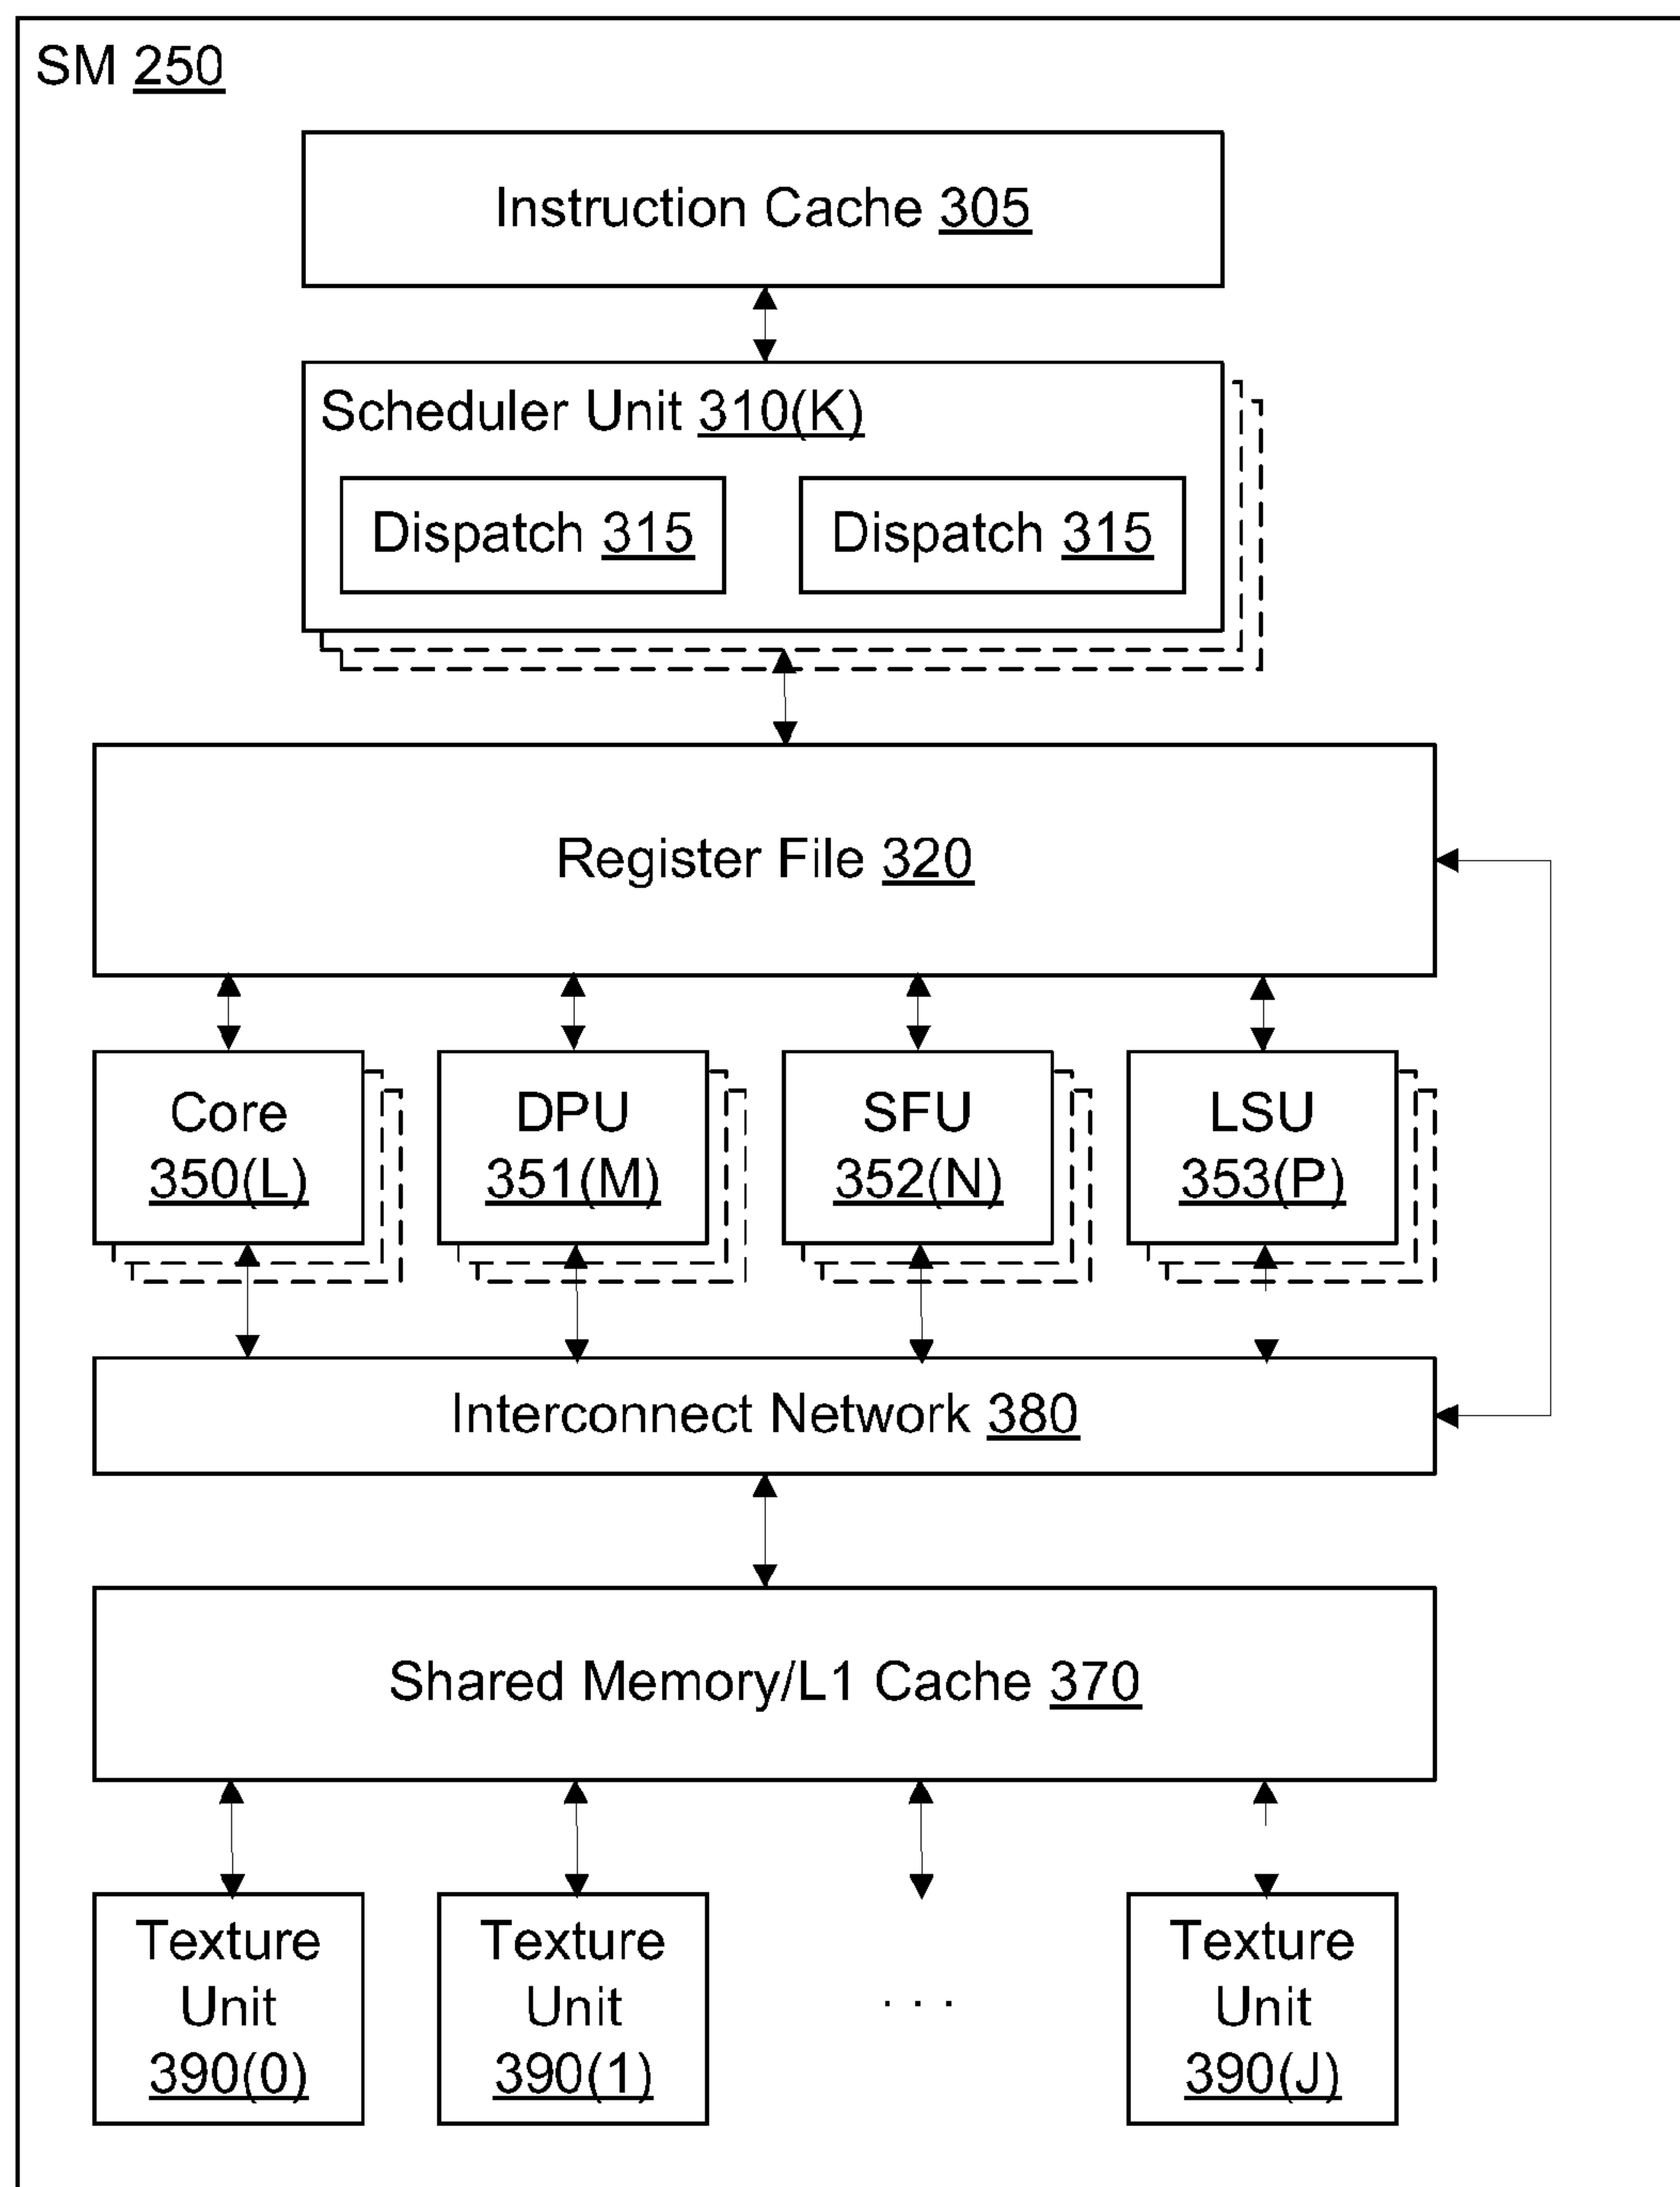 SM 250
Instruction Cache 305
Scheduler Unit 310(K)
Dispatch 315
Dispatch 315
Register File 320
Core
350(L)
DPU
351(M)
SFU
352(N)
LSU
353(P)
Interconnect Network 380
Shared Memory/L1 Cache 370
Texture
Unit
390(0)
Texture
Unit
390(1)
. . .
Texture
Unit
390(J)